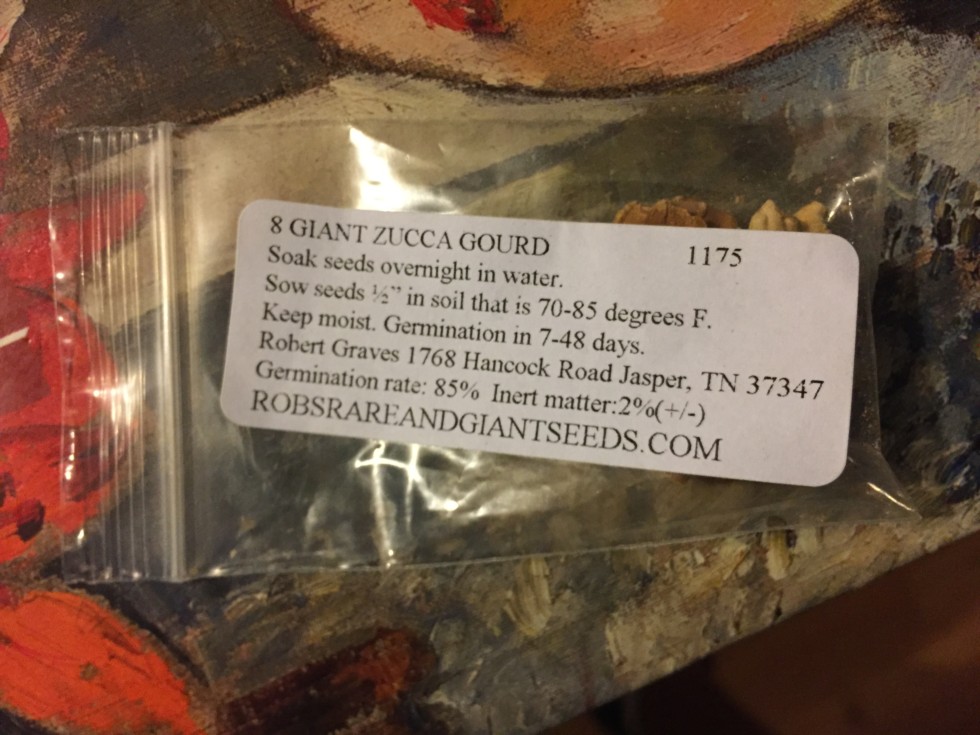 8 GIANT ZUCCA GOURD 1175
Soak seeds overnight in water.
Sow seeds ½” in soil that is 70-85 degrees F.
Keep moist. Germination in 7-48 days.
Robert Graves 1768 Hancock Road Jasper, TN 37347
Germination rate: 85% Inert matter:2%(+/-)
ROBSRAREANDGIANTSEEDS.COM